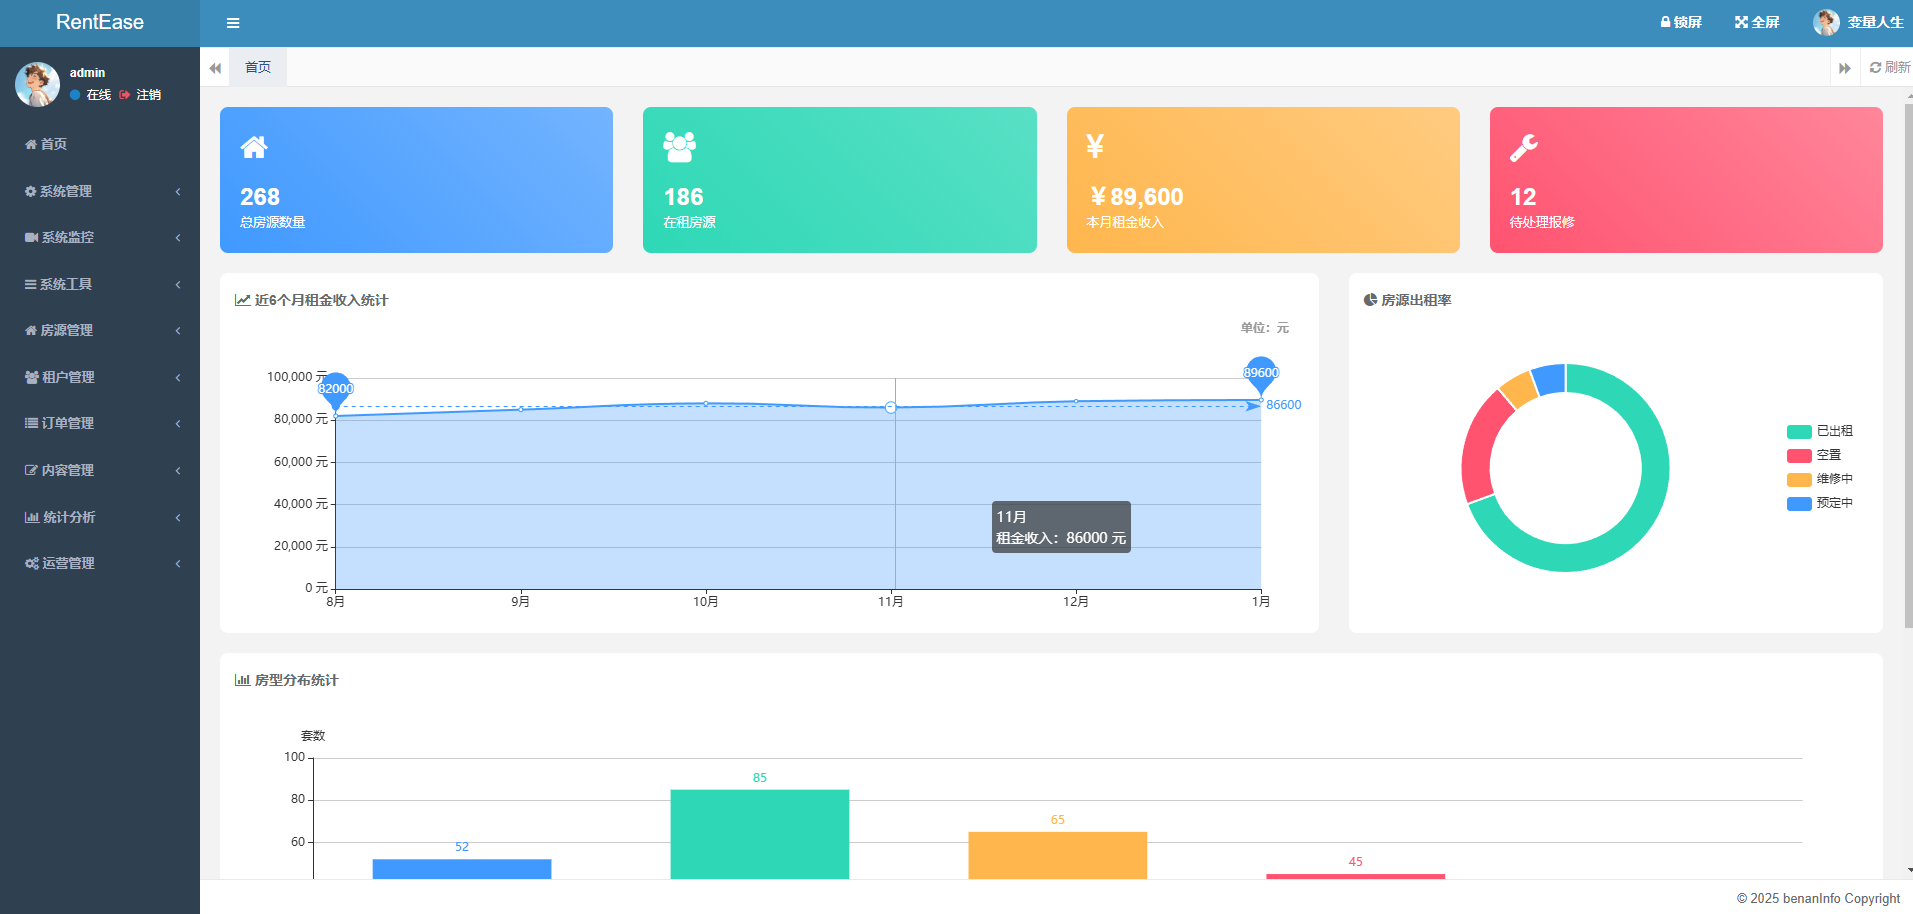 RentEase
锁屏
全屏
变量人生
admin
在线
注销
首页
刷新
首页
系统管理
系统监控
系统工具
房源管理
租户管理
订单管理
内容管理
统计分析
运营管理
268
总房源数量
186
在租房源
¥
￥89,600
本月租金收入
12
待处理报修
近6个月租金收入统计
单位：元
100,000 元
80,000 元
60,000 元
40,000 元
20,000 元
0 元
82000
89600
86600
11月
租金收入：86000 元
8月
9月
10月
11月
12月
1月
房源出租率
已出租
空置
维修中
预定中
房型分布统计
套数
100
80
60
52
85
65
45
© 2025 benanInfo Copyright